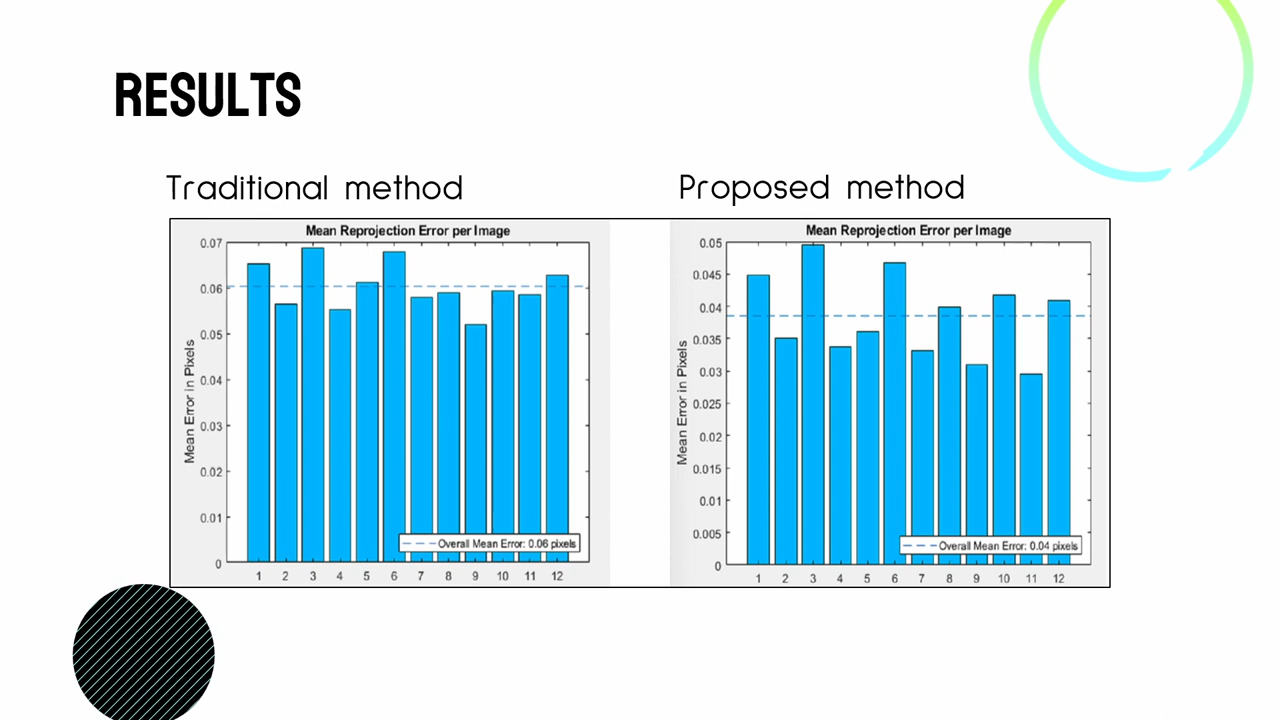 RESULTS
Traditional method
Proposed method
Mean Reprojection Error per Image
Mean Error in Pixels
0.07
0.06
0.05
0.04
0.03
0.02
0.01
0
1 2 3 4 5 6 7 8 9 10 11 12
Overall Mean Error: 0.06 pixels
Mean Reprojection Error per Image
Mean Error in Pixels
0.05
0.045
0.04
0.035
0.03
0.025
0.02
0.015
0.01
0.005
0
1 2 3 4 5 6 7 8 9 10 11 12
Overall Mean Error: 0.04 pixels